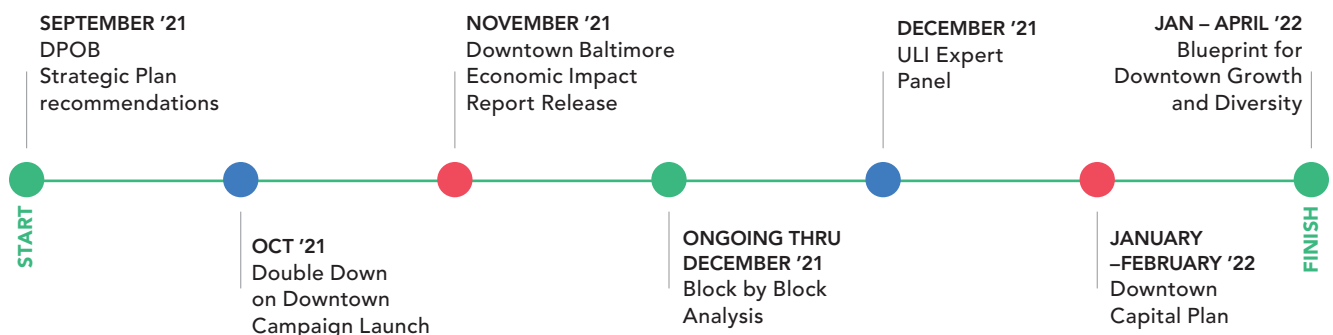 SEPTEMBER '21
DPOB
Strategic Plan
recommendations
NOVEMBER '21
Downtown Baltimore
Economic Impact
Report Release
DECEMBER '21
ULI Expert
Panel
JAN – APRIL '22
Blueprint for
Downtown Growth
and Diversity
START
OCT '21
Double Down
on Downtown
Campaign Launch
ONGOING THRU
DECEMBER '21
Block by Block
Analysis
JANUARY
–FEBRUARY '22
Downtown
Capital Plan
FINISH